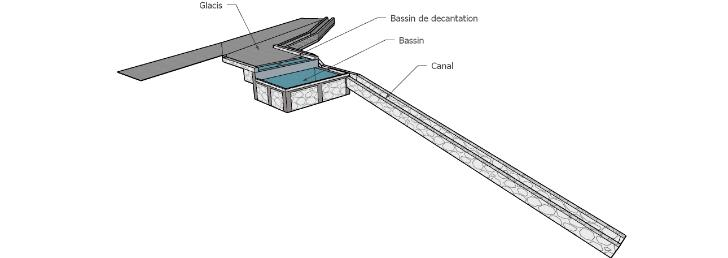 Glacis
Bassin de decantation
Bassin
Canal